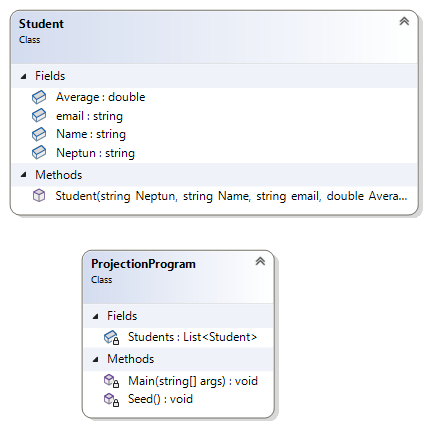 Student
Class
Fields
Average : double
email : string
Name : string
Neptun : string
Methods
Student(string Neptun, string Name, string email, double Avera...
ProjectionProgram
Class
Fields
Students : List<Student>
Methods
Main(string[] args) : void
Seed() : void